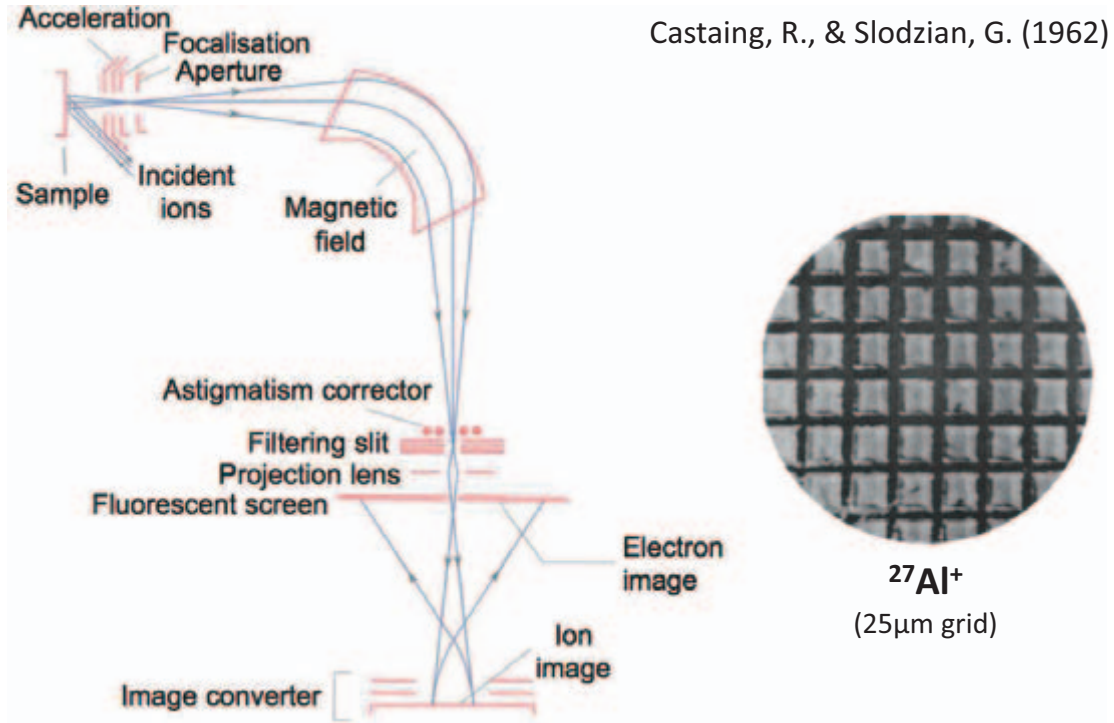 Castaing, R., & Slodzian, G. (1962)
Acceleration
Focalisation
Aperture
Sample
Incident
ions
Magnetic
field
Astigmatism corrector
Filtering slit
Projection lens
Fluorescent screen
Electron
image
Ion
image
Image converter
²⁷Al⁺
(25µm grid)